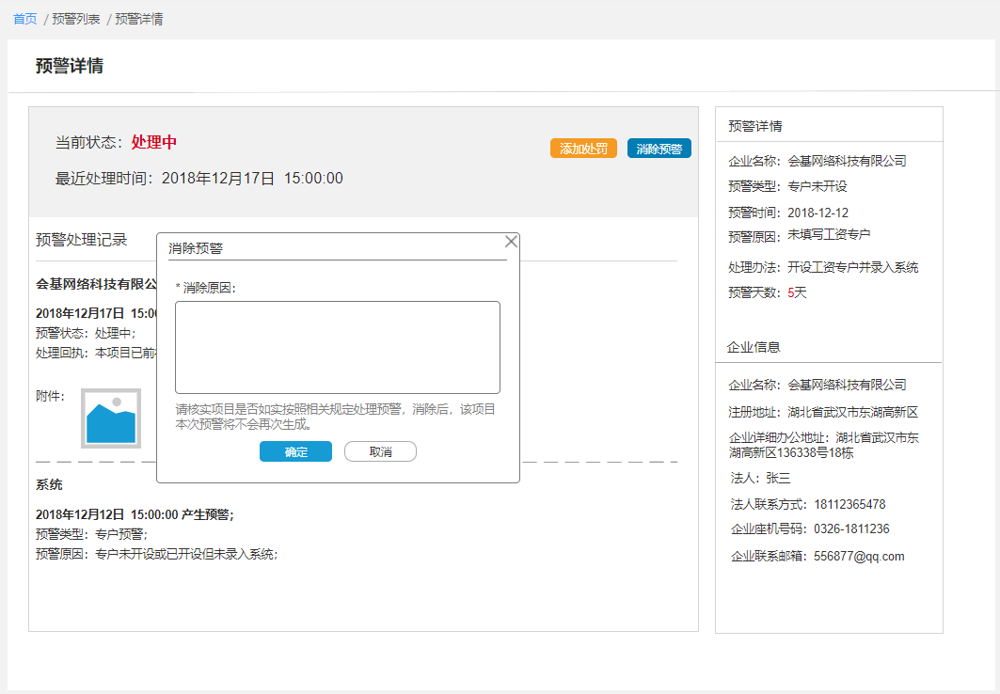 首页 / 预警列表 / 预警详情
预警详情
当前状态：处理中
添加处罚 消除预警
最近处理时间：2018年12月17日 15:00:00
预警处理记录
会基网络科技有限公
2018年12月17日 15:00
预警状态：处理中；
处理回执：本项目已前
附件：
消除预警
* 消除原因：
请核实项目是否如实按照相关规定处理预警，消除后，该项目
本次预警将不会再次生成。
确定 取消
系统
2018年12月12日 15:00:00 产生预警；
预警类型：专户预警；
预警原因：专户未开设或已开设但未录入系统；
预警详情
企业名称：会基网络科技有限公司
预警类型：专户未开设
预警时间：2018-12-12
预警原因：未填写工资专户
处理办法：开设工资专户并录入系统
预警天数：5天
企业信息
企业名称：会基网络科技有限公司
注册地址：湖北省武汉市东湖高新区
企业详细办公地址：湖北省武汉市东
湖高新区136338号18栋
法人：张三
法人联系方式：18112365478
企业座机号码：0326-1811236
企业联系邮箱：556877@qq.com